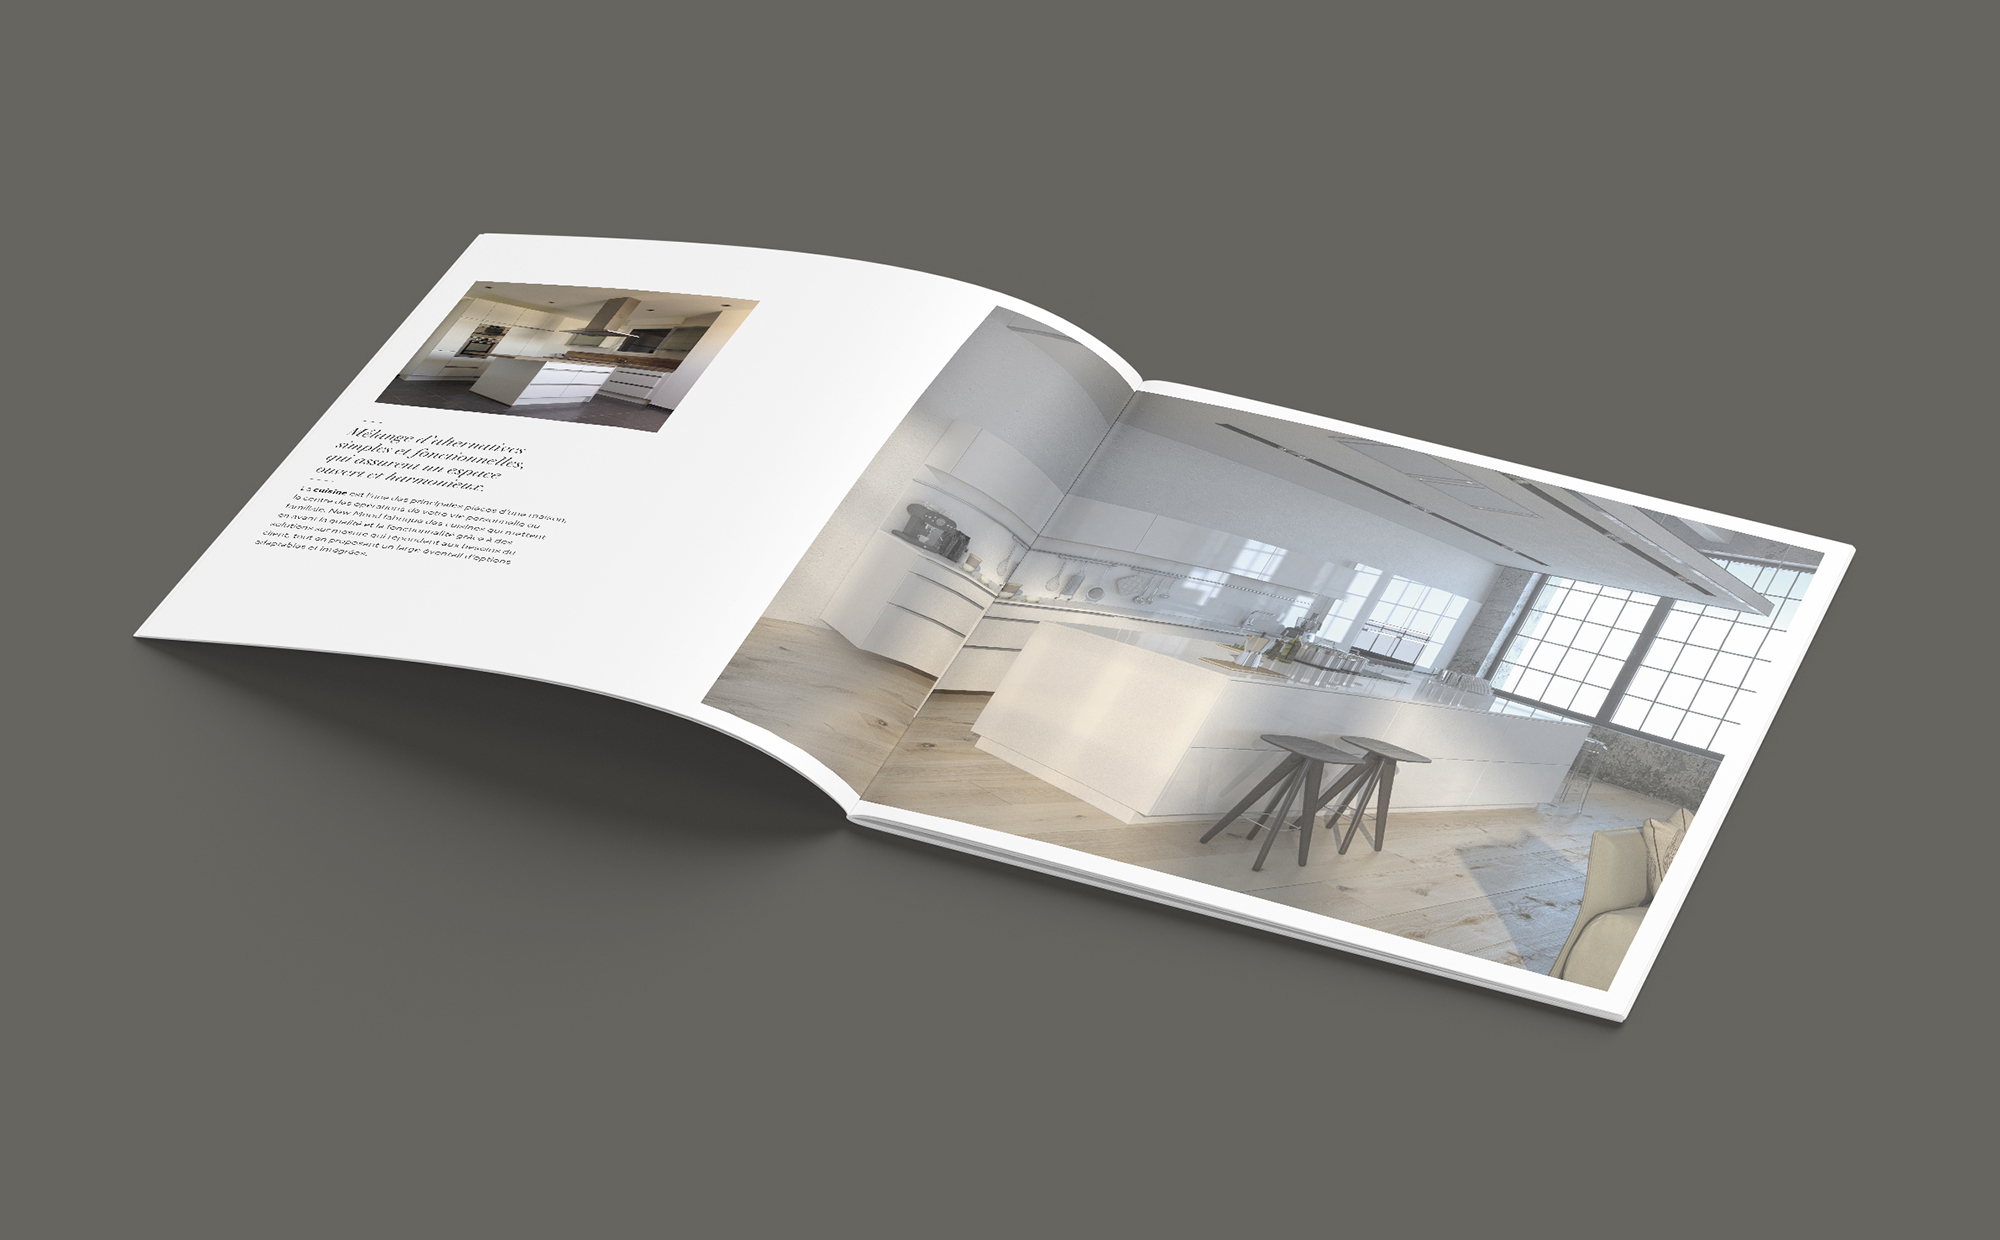 Mélange d'alternatives
simples et fonctionnelles,
qui assurent un espace
ouvert et harmonieux.
La cuisine est l'une des principales pièces d'une maison,
le centre des opérations de votre vie personnelle ou
familiale. New Mood fabrique des cuisines qui mettent
en avant la qualité et la fonctionnalité grâce à des
solutions sur mesure qui répondent aux besoins du
client, tout en proposant un large éventail d'options
adaptables et intégrées.